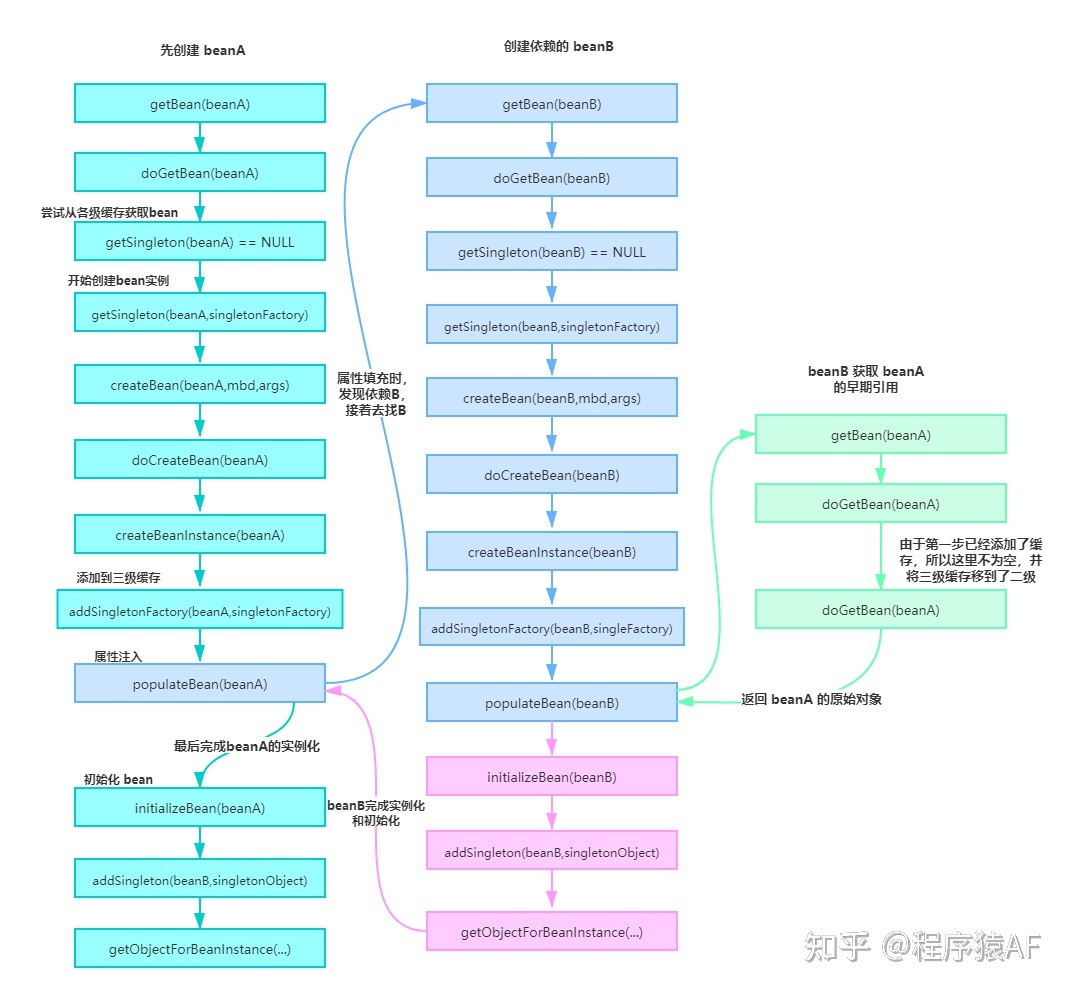 先创建 beanA
getBean(beanA)
doGetBean(beanA)
尝试从各级缓存获取bean
getSingleton(beanA) == NULL
开始创建bean实例
getSingleton(beanA,singletonFactory)
createBean(beanA,mbd,args)
doCreateBean(beanA)
createBeanInstance(beanA)
添加到三级缓存
addSingletonFactory(beanA,singletonFactory)
属性注入
populateBean(beanA)
最后完成beanA的实例化
初始化 bean
initializeBean(beanA)
addSingleton(beanB,singletonObject)
getObjectForBeanInstance(...)
属性填充时，
发现依赖B，
接着去找B
创建依赖的 beanB
getBean(beanB)
doGetBean(beanB)
getSingleton(beanB) == NULL
getSingleton(beanB,singletonFactory)
createBean(beanB,mbd,args)
doCreateBean(beanB)
createBeanInstance(beanB)
addSingletonFactory(beanB,singleFactory)
populateBean(beanB)
initializeBean(beanB)
addSingleton(beanB,singletonObject)
getObjectForBeanInstance(...)
beanB完成实例化
和初始化
beanB 获取 beanA
的早期引用
getBean(beanA)
doGetBean(beanA)
由于第一步已经添加了缓
存，所以这里不为空，并
将三级缓存移到了二级
doGetBean(beanA)
返回 beanA 的原始对象
知乎 @程序猿AF